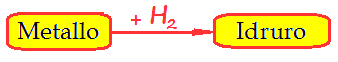 Metallo + H₂ Idruro